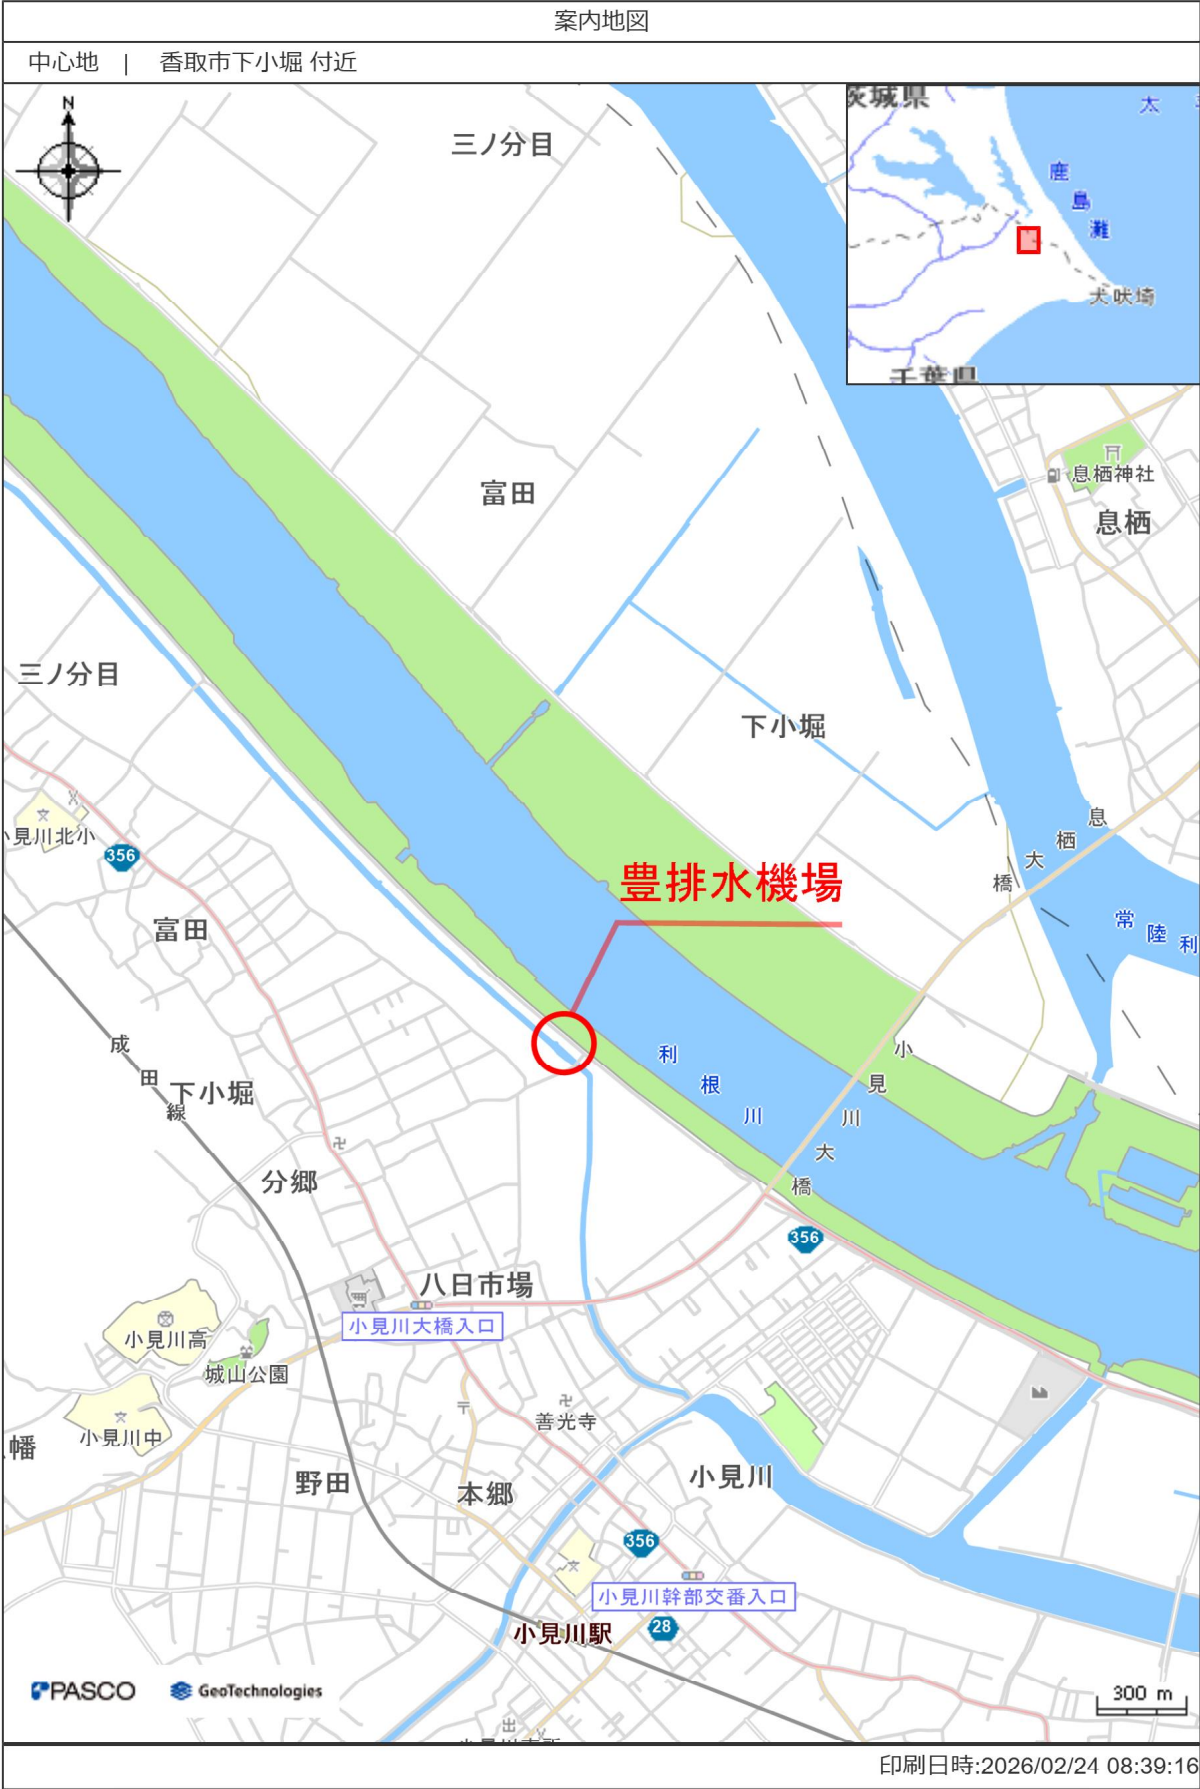 案内地図
中心地 | 香取市下小堀 付近
N
三ノ分目
茨城県
太
鹿島灘
犬吠埼
千葉県
息栖神社
息栖
富田
三ノ分目
下小堀
息栖大橋
見川北小
356
豊排水機場
富田
常陸利
成田線
下小堀
利根川
小見川大橋
分郷
356
八日市場
小見川大橋入口
小見川高
城山公園
小見川中
善光寺
幡
野田
本郷
小見川
356
小見川幹部交番入口
小見川駅
28
PASCO
GeoTechnologies
300 m
印刷日時:2026/02/24 08:39:16